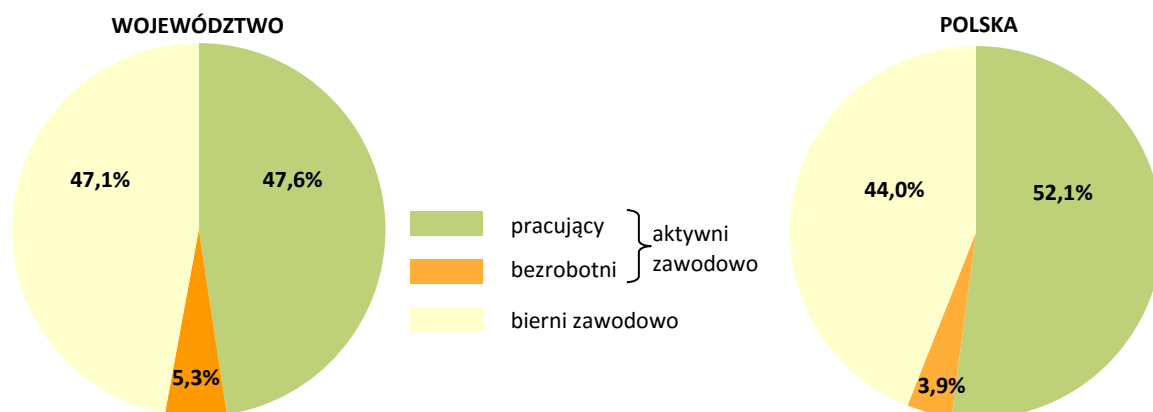 WOJEWÓDZTWO
47,1%
47,6%
5,3%
pracujący
bezrobotni
aktywni
zawodowo
bierni zawodowo
POLSKA
44,0%
52,1%
3,9%